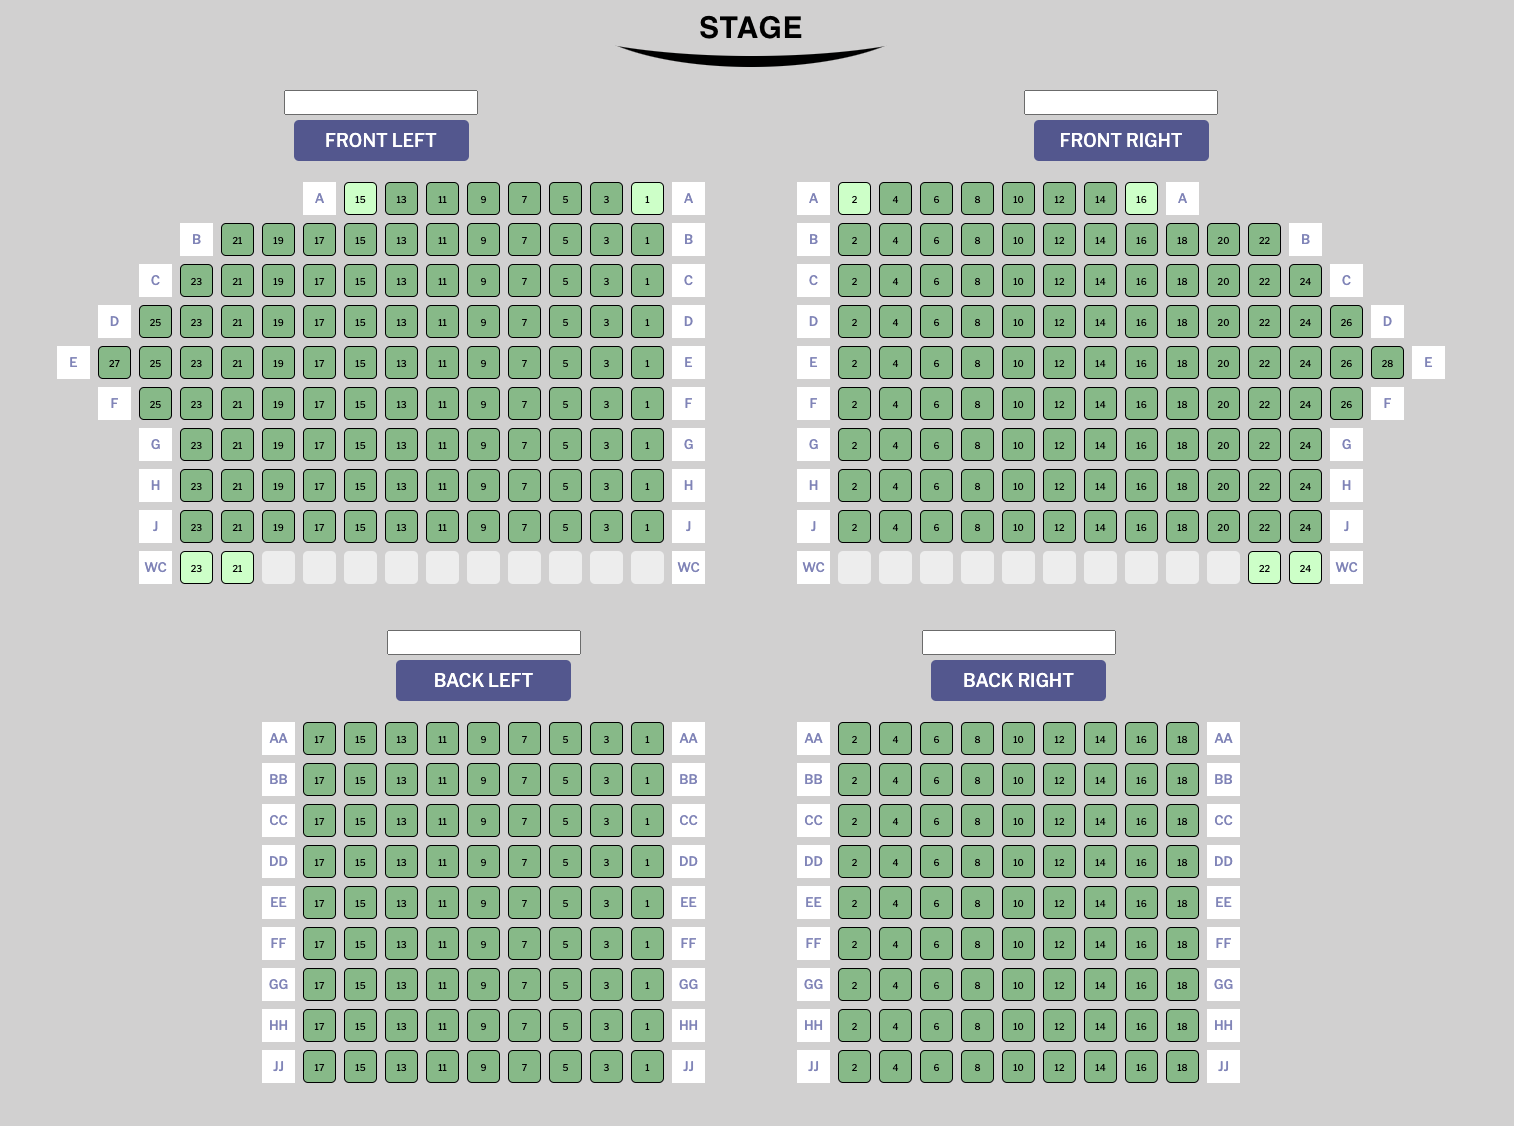 STAGE
FRONT LEFT FRONT RIGHT
A 15 13 11 9 7 5 3 1 A A 2 4 6 8 10 12 14 16 A
B 21 19 17 15 13 11 9 7 5 3 1 B B 2 4 6 8 10 12 14 16 18 20 22 B
C 23 21 19 17 15 13 11 9 7 5 3 1 C C 2 4 6 8 10 12 14 16 18 20 22 24 C
D 25 23 21 19 17 15 13 11 9 7 5 3 1 D D 2 4 6 8 10 12 14 16 18 20 22 24 26 D
E 27 25 23 21 19 17 15 13 11 9 7 5 3 1 E E 2 4 6 8 10 12 14 16 18 20 22 24 26 28 E
F 25 23 21 19 17 15 13 11 9 7 5 3 1 F F 2 4 6 8 10 12 14 16 18 20 22 24 26 F
G 23 21 19 17 15 13 11 9 7 5 3 1 G G 2 4 6 8 10 12 14 16 18 20 22 24 G
H 23 21 19 17 15 13 11 9 7 5 3 1 H H 2 4 6 8 10 12 14 16 18 20 22 24 H
J 23 21 19 17 15 13 11 9 7 5 3 1 J J 2 4 6 8 10 12 14 16 18 20 22 24 J
WC 23 21 WC WC 22 24 WC
BACK LEFT BACK RIGHT
AA 17 15 13 11 9 7 5 3 1 AA AA 2 4 6 8 10 12 14 16 18 AA
BB 17 15 13 11 9 7 5 3 1 BB BB 2 4 6 8 10 12 14 16 18 BB
CC 17 15 13 11 9 7 5 3 1 CC CC 2 4 6 8 10 12 14 16 18 CC
DD 17 15 13 11 9 7 5 3 1 DD DD 2 4 6 8 10 12 14 16 18 DD
EE 17 15 13 11 9 7 5 3 1 EE EE 2 4 6 8 10 12 14 16 18 EE
FF 17 15 13 11 9 7 5 3 1 FF FF 2 4 6 8 10 12 14 16 18 FF
GG 17 15 13 11 9 7 5 3 1 GG GG 2 4 6 8 10 12 14 16 18 GG
HH 17 15 13 11 9 7 5 3 1 HH HH 2 4 6 8 10 12 14 16 18 HH
JJ 17 15 13 11 9 7 5 3 1 JJ JJ 2 4 6 8 10 12 14 16 18 JJ